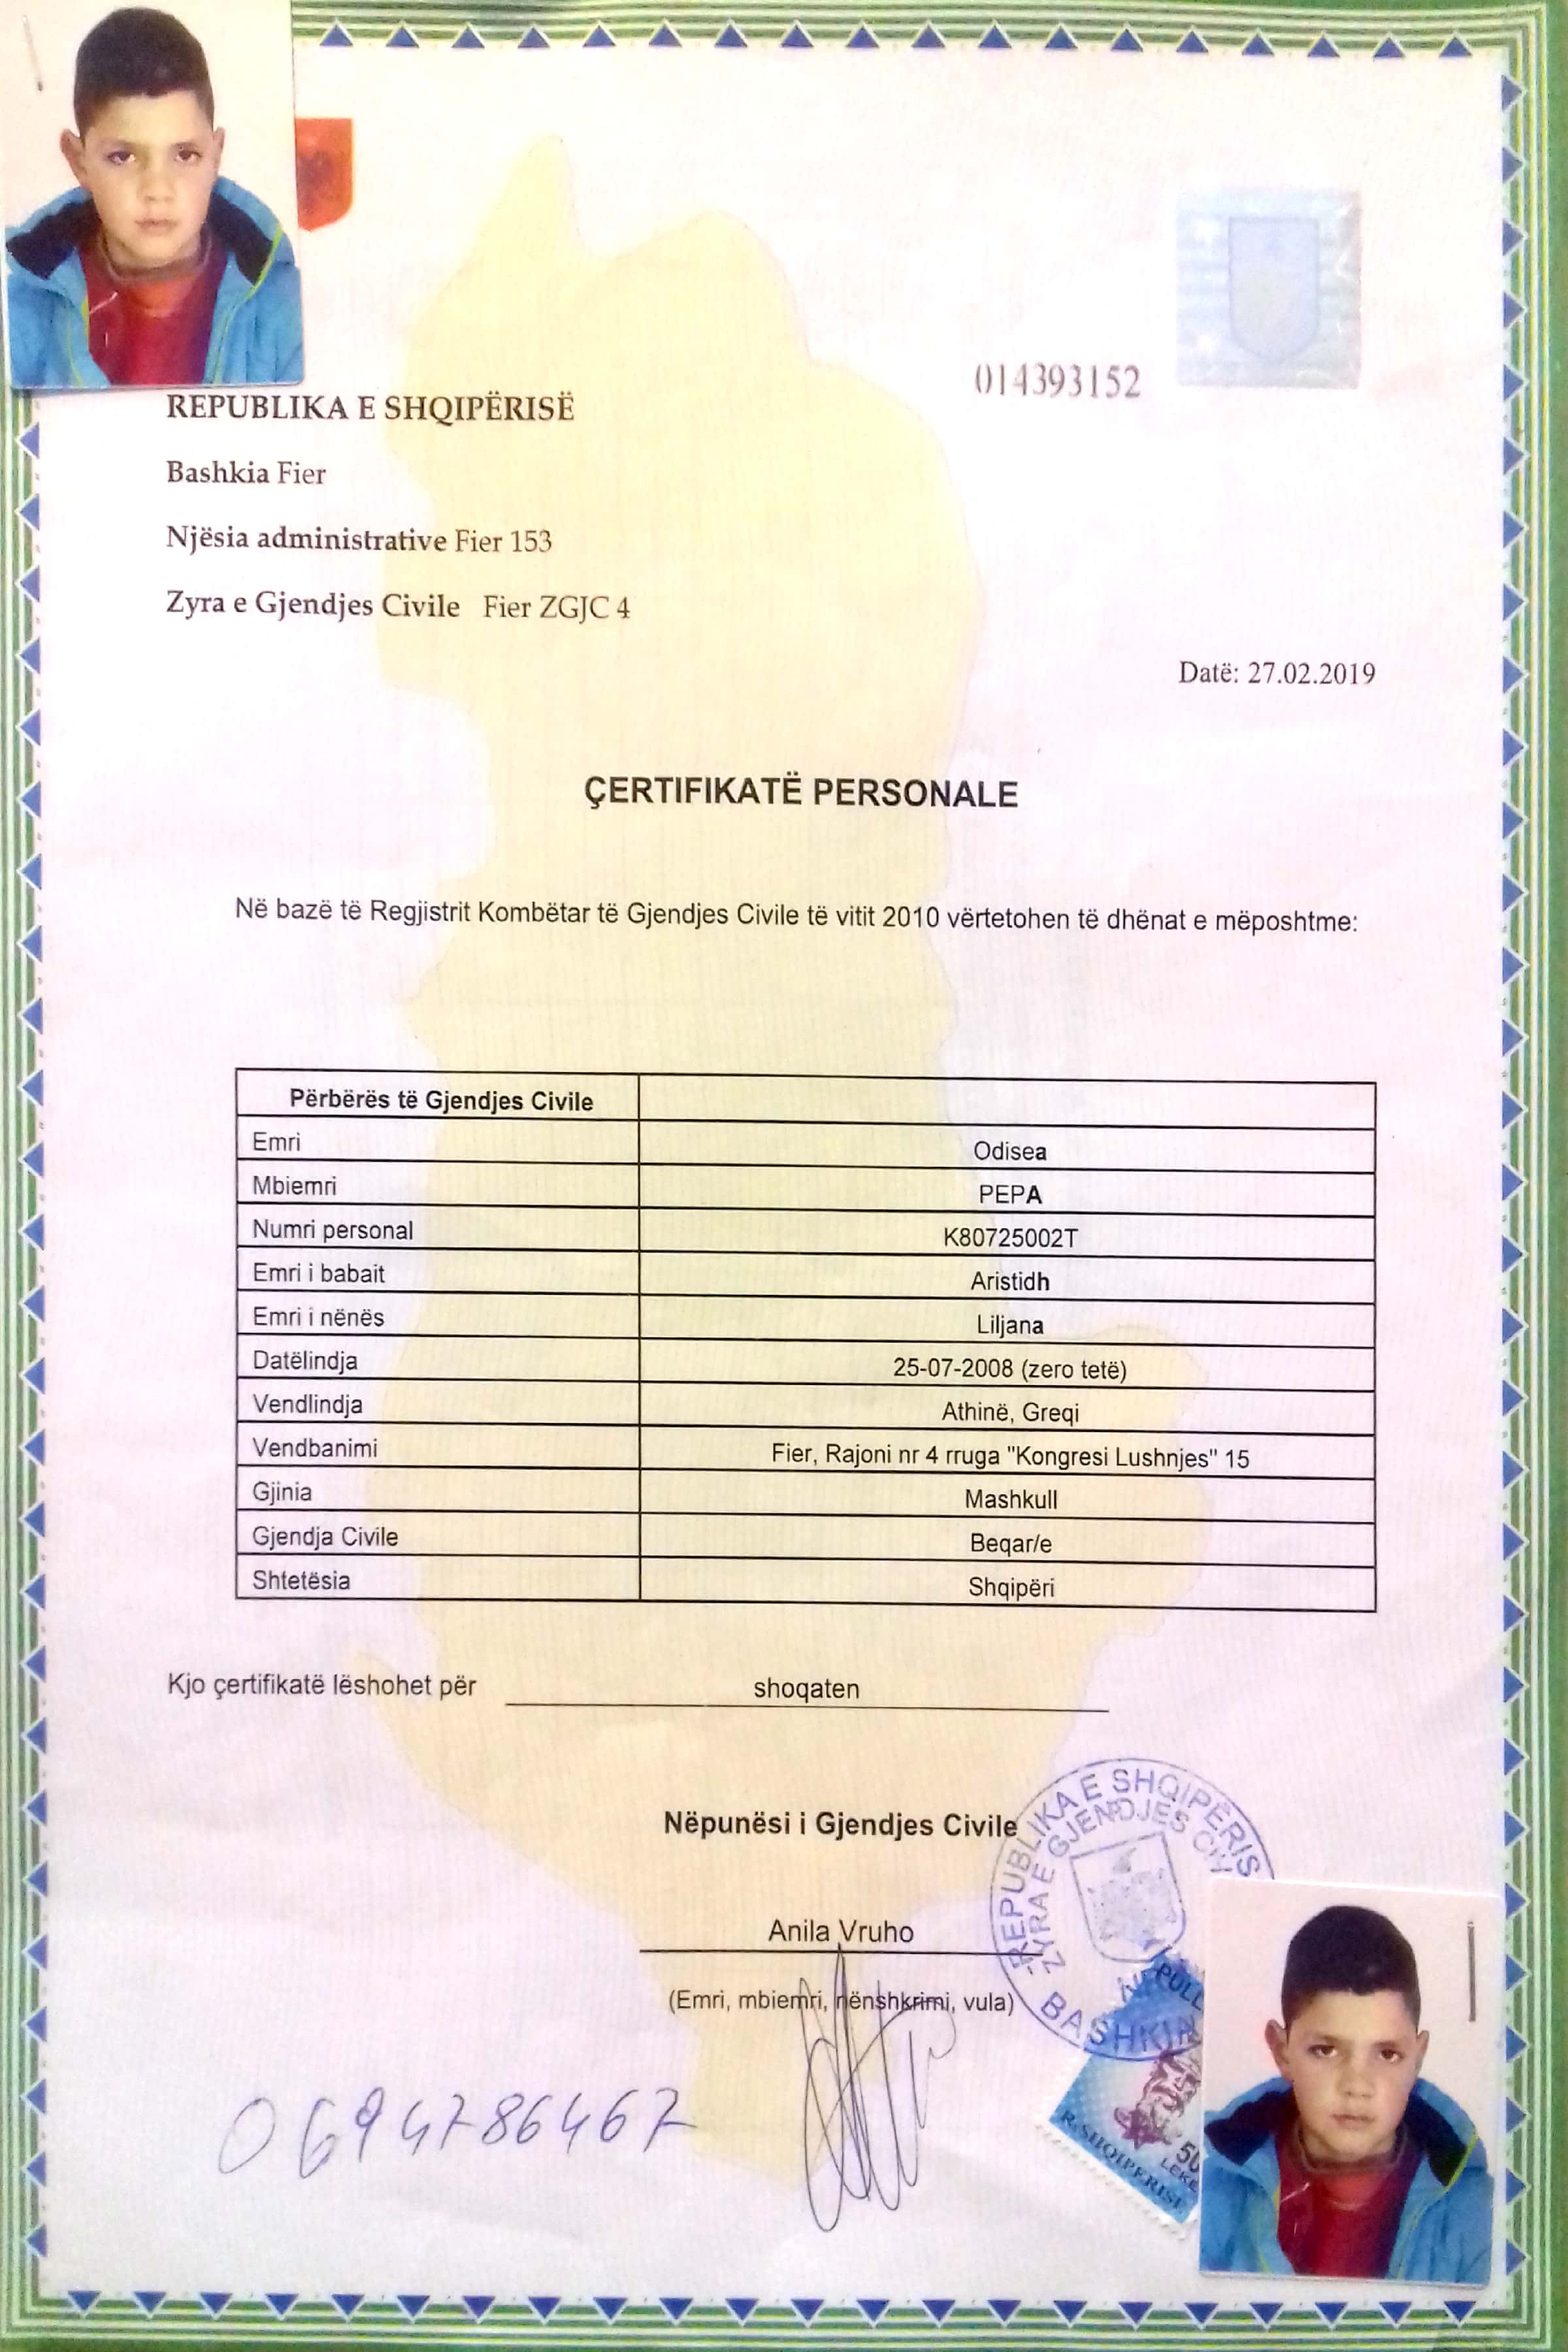 014393152
REPUBLIKA E SHQIPËRISË
Bashkia Fier
Njësia administrative Fier 153
Zyra e Gjendjes Civile Fier ZGJC 4
Datë: 27.02.2019
ÇERTIFIKATË PERSONALE
Në bazë të Regjistrit Kombëtar të Gjendjes Civile të vitit 2010 vërtetohen të dhënat e mëposhtme:
Përbërës të Gjendjes Civile
Emri Odisea
Mbiemri PEPA
Numri personal K80725002T
Emri i babait Aristidh
Emri i nënës Liljana
Datëlindja 25-07-2008 (zero tetë)
Vendlindja Athinë, Greqi
Vendbanimi Fier, Rajoni nr 4 rruga "Kongresi Lushnjes" 15
Gjinia Mashkull
Gjendja Civile Beqar/e
Shtetësia Shqipëri
Kjo çertifikatë lëshohet për shoqaten
Nëpunësi i Gjendjes Civile
Anila Vruho
(Emri, mbiemri, nënshkrimi, vula)
REPUBLIKA E SHQIPËRIS
ZYRA E GJENDJES CIV
BASHKIA
PULL
50
LEKE
R. SHQIPERISE
0694786467